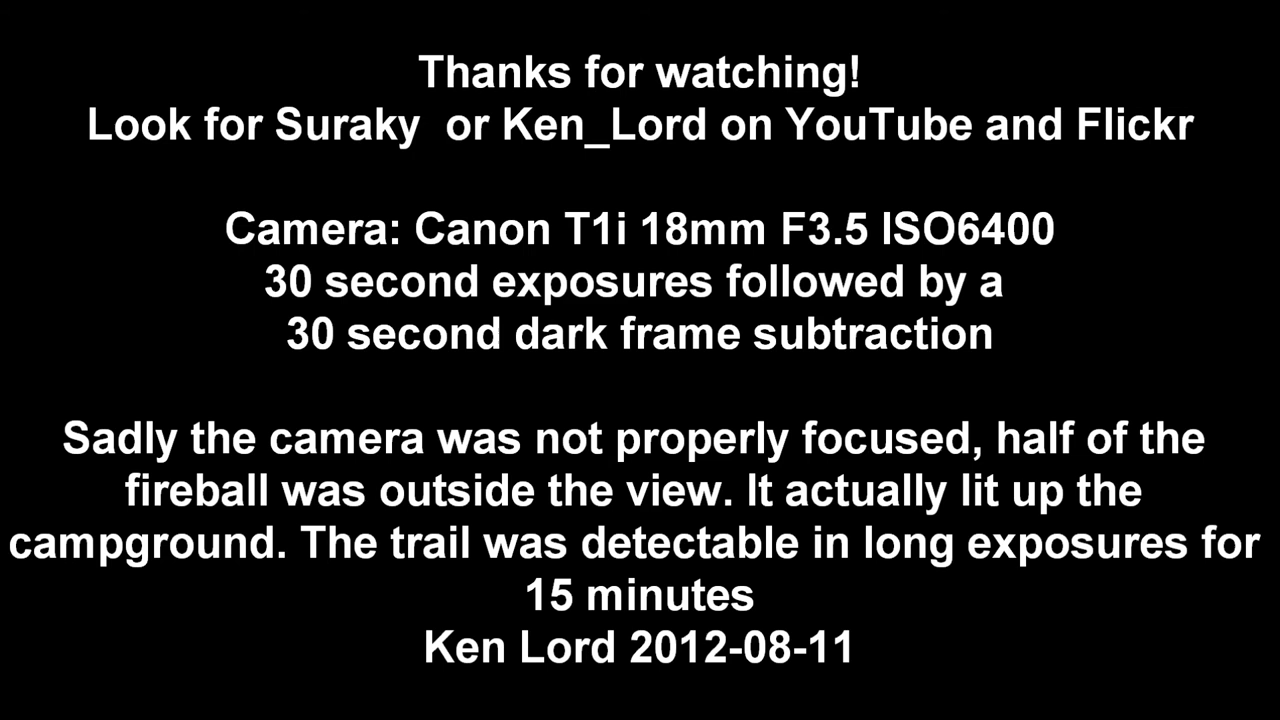 Thanks for watching!
Look for Suraky  or Ken_Lord on YouTube and Flickr
Camera: Canon T1i 18mm F3.5 ISO6400
30 second exposures followed by a
30 second dark frame subtraction
Sadly the camera was not properly focused, half of the
fireball was outside the view. It actually lit up the
campground. The trail was detectable in long exposures for
15 minutes
Ken Lord 2012-08-11